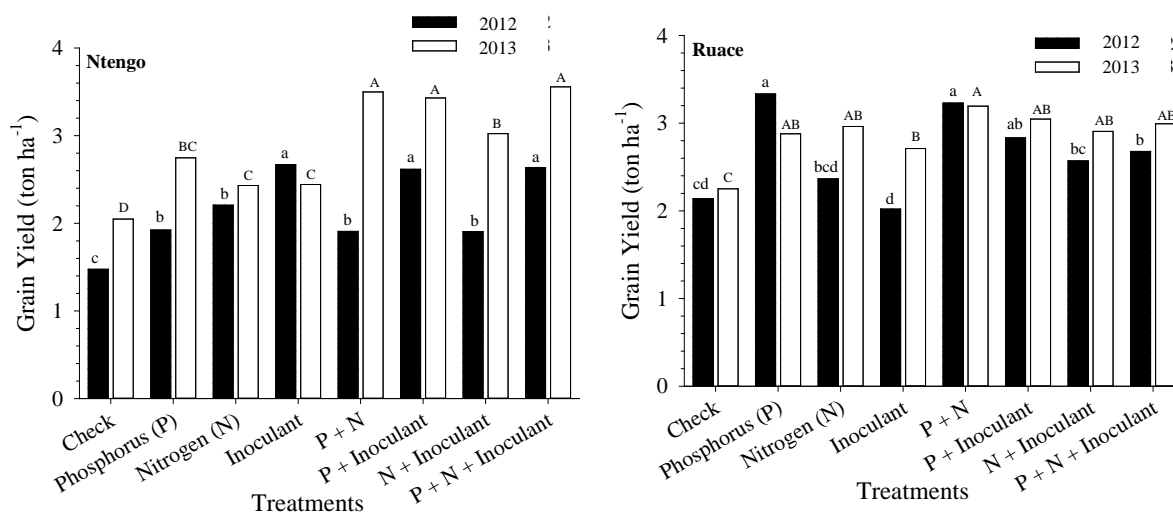 2012
2013
Ntengo
Grain Yield (ton ha-1)
4
3
2
1
0
c
D
b
BC
b
C
a
C
b
A
a
A
b
B
a
A
Check
Phosphorus (P)
Nitrogen (N)
Inoculant
P + N
P + Inoculant
N + Inoculant
P + N + Inoculant
Treatments
2012
2013
Ruace
Grain Yield (ton ha-1)
4
3
2
1
0
cd
C
a
AB
bcd
AB
d
B
a
A
ab
AB
bc
AB
b
AB
Check
Phosphorus (P)
Nitrogen (N)
Inoculant
P + N
P + Inoculant
N + Inoculant
P + N + Inoculant
Treatments